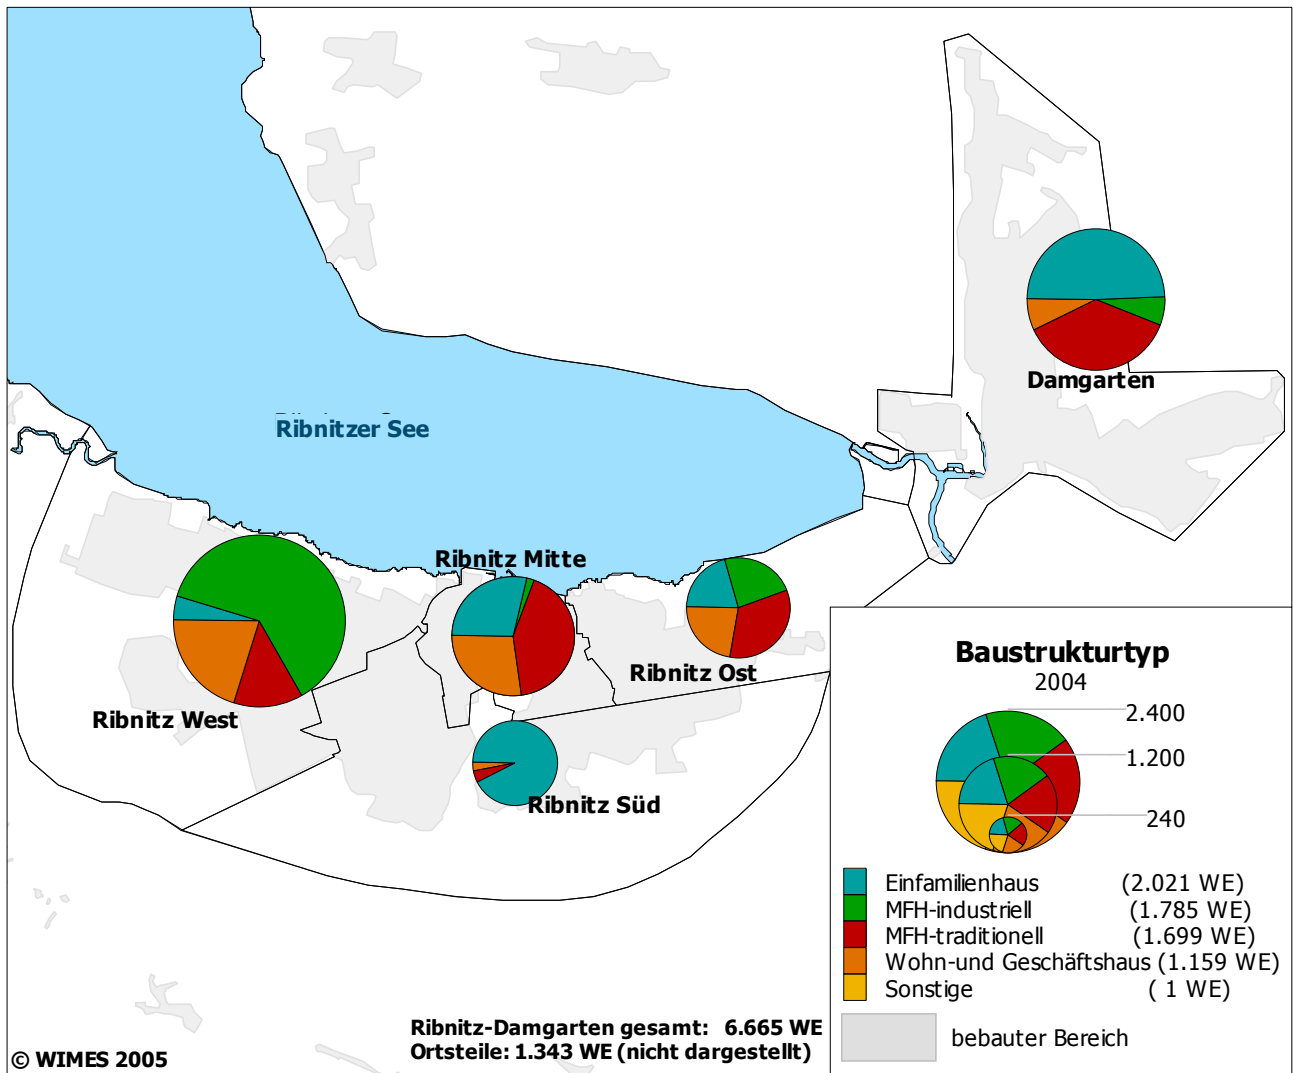 Ribnitzer See
Damgarten
Ribnitz Mitte
Ribnitz Ost
Ribnitz West
Ribnitz Süd
Baustrukturtyp
2004
2.400
1.200
240
Einfamilienhaus (2.021 WE)
MFH-industriell (1.785 WE)
MFH-traditionell (1.699 WE)
Wohn-und Geschäftshaus (1.159 WE)
Sonstige ( 1 WE)
bebauter Bereich
Ribnitz-Damgarten gesamt: 6.665 WE
Ortsteile: 1.343 WE (nicht dargestellt)
© WIMES 2005